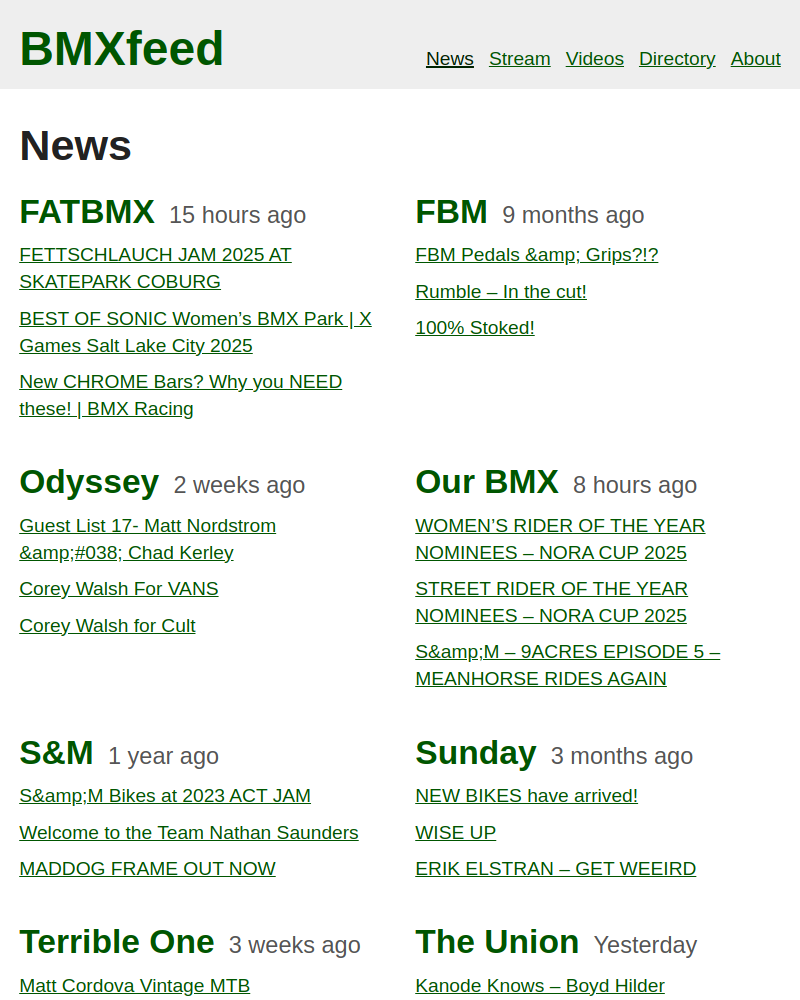 BMXfeed
News Stream Videos Directory About
News
FATBMX 15 hours ago
FETTSCHLAUCH JAM 2025 AT
SKATEPARK COBURG
BEST OF SONIC Women’s BMX Park | X
Games Salt Lake City 2025
New CHROME Bars? Why you NEED
these! | BMX Racing
FBM 9 months ago
FBM Pedals &amp; Grips?!?
Rumble – In the cut!
100% Stoked!
Odyssey 2 weeks ago
Guest List 17- Matt Nordstrom
&amp;#038; Chad Kerley
Corey Walsh For VANS
Corey Walsh for Cult
Our BMX 8 hours ago
WOMEN’S RIDER OF THE YEAR
NOMINEES – NORA CUP 2025
STREET RIDER OF THE YEAR
NOMINEES – NORA CUP 2025
S&amp;M – 9ACRES EPISODE 5 –
MEANHORSE RIDES AGAIN
S&M 1 year ago
S&amp;M Bikes at 2023 ACT JAM
Welcome to the Team Nathan Saunders
MADDOG FRAME OUT NOW
Sunday 3 months ago
NEW BIKES have arrived!
WISE UP
ERIK ELSTRAN – GET WEEIRD
Terrible One 3 weeks ago
Matt Cordova Vintage MTB
The Union Yesterday
Kanode Knows – Boyd Hilder